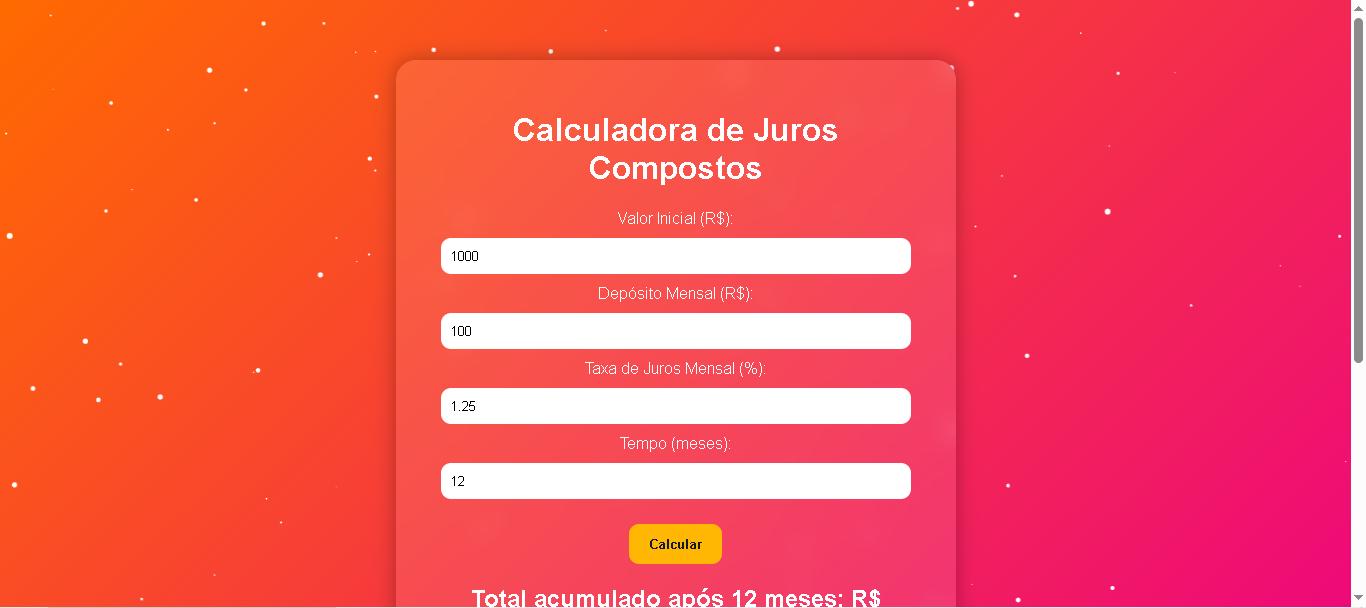 Calculadora de Juros
Compostos
Valor Inicial (R$):
1000
Depósito Mensal (R$):
100
Taxa de Juros Mensal (%):
1.25
Tempo (meses):
12
Calcular
Total acumulado após 12 meses: R$